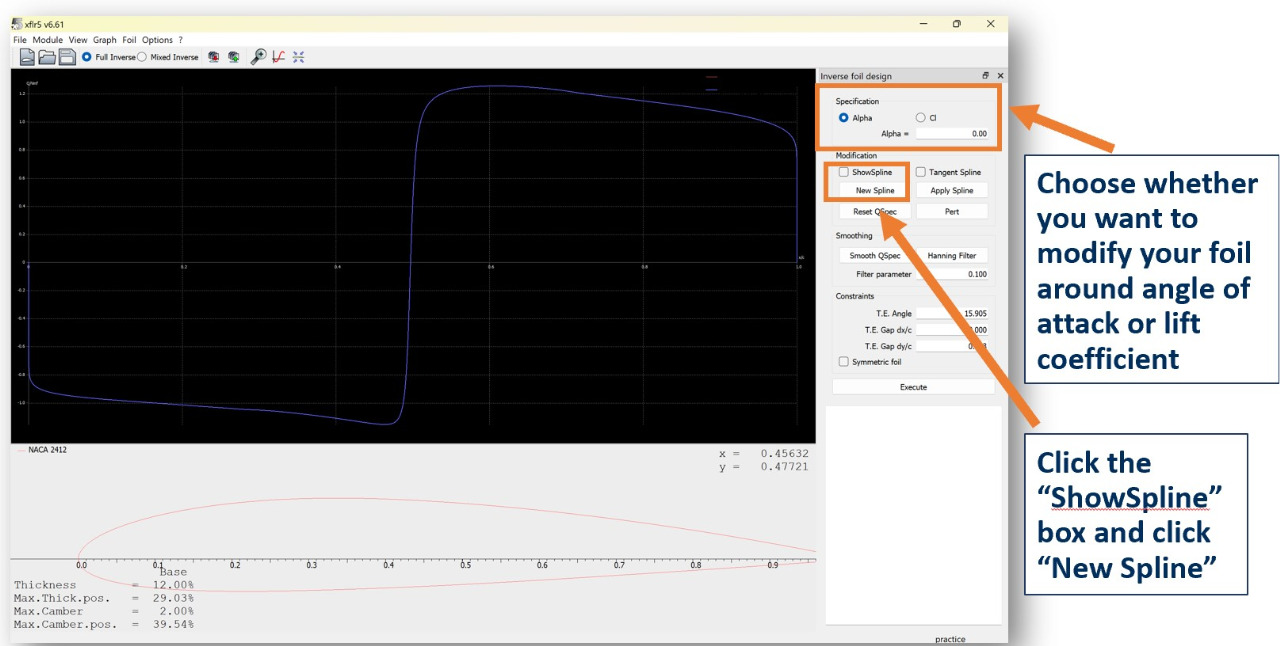 xflr5 v6.61
File Module View Graph Foil Options ?
Full Inverse Mixed Inverse
Inverse foil design
Specification
Alpha Cl
Alpha = 0.00
Modification
ShowSpline Tangent Spline
New Spline Apply Spline
Reset QSpec Pert
Smoothing
Smooth QSpec Hanning Filter
Filter parameter 0.100
Constraints
T.E. Angle 15.905
T.E. Gap dx/c
T.E. Gap dy/c
Symmetric foil
Execute
practice
Q/Vinf
1.2
1.0
0.8
0.6
0.4
0.2
0
0 0.2 0.4 0.6 0.8 1.0
-0.2
-0.4
-0.6
-0.8
-1.0
NACA 2412
x = 0.45632
y = 0.47721
0.0 0.1 0.2 0.3 0.4 0.5 0.6 0.7 0.8 0.9
Base
Thickness = 12.00%
Max.Thick.pos. = 29.03%
Max.Camber = 2.00%
Max.Camber.pos. = 39.54%
Choose whether
you want to
modify your foil
around angle of
attack or lift
coefficient
Click the
“ShowSpline”
box and click
“New Spline”